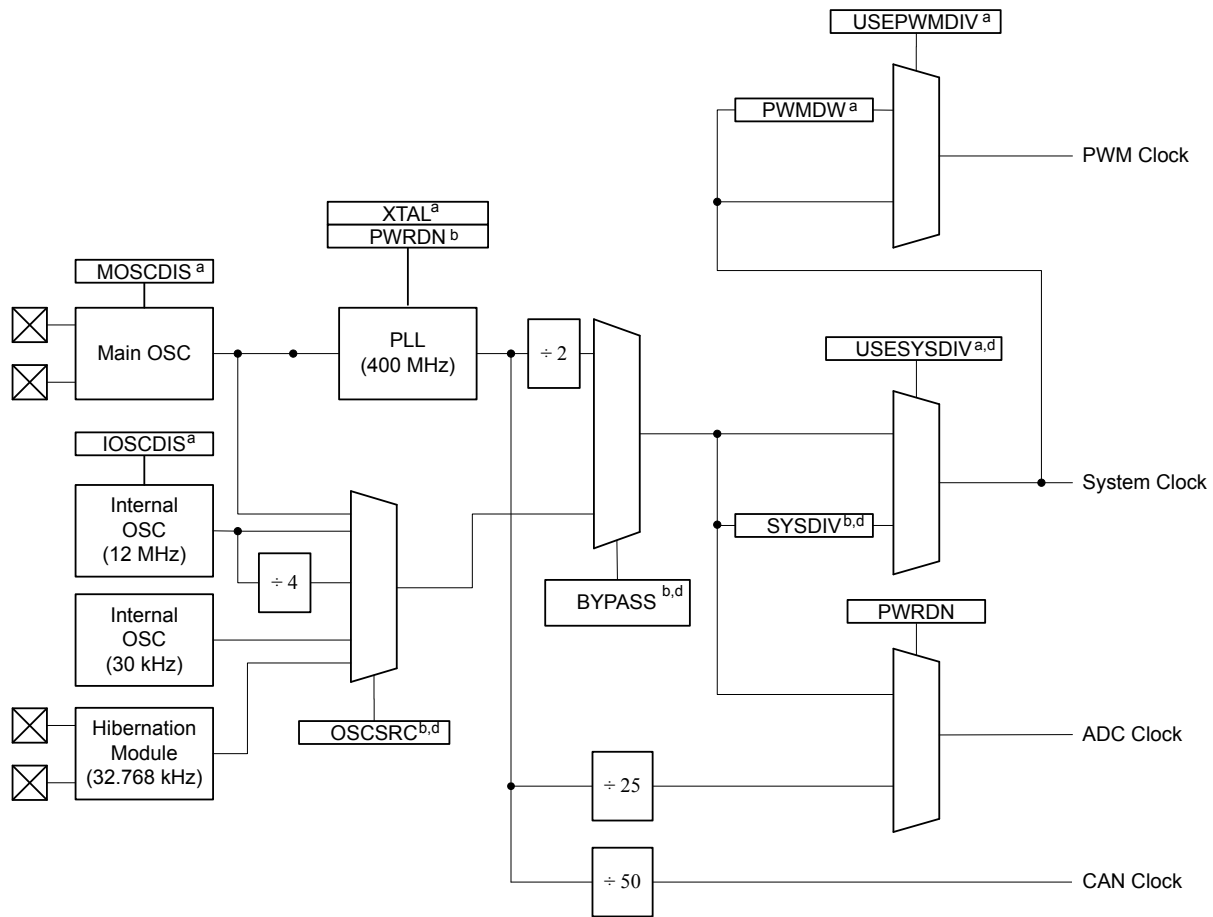 USEPWMDIV a
PWMDW a
PWM Clock
XTAL a
PWRDN b
MOSCDIS a
Main OSC
PLL
(400 MHz)
÷ 2
USESYSDIV a,d
IOSCDIS a
Internal
OSC
(12 MHz)
÷ 4
System Clock
SYSDIV b,d
BYPASS b,d
Internal
OSC
(30 kHz)
PWRDN
Hibernation
Module
(32.768 kHz)
OSCSRC b,d
ADC Clock
÷ 25
÷ 50
CAN Clock